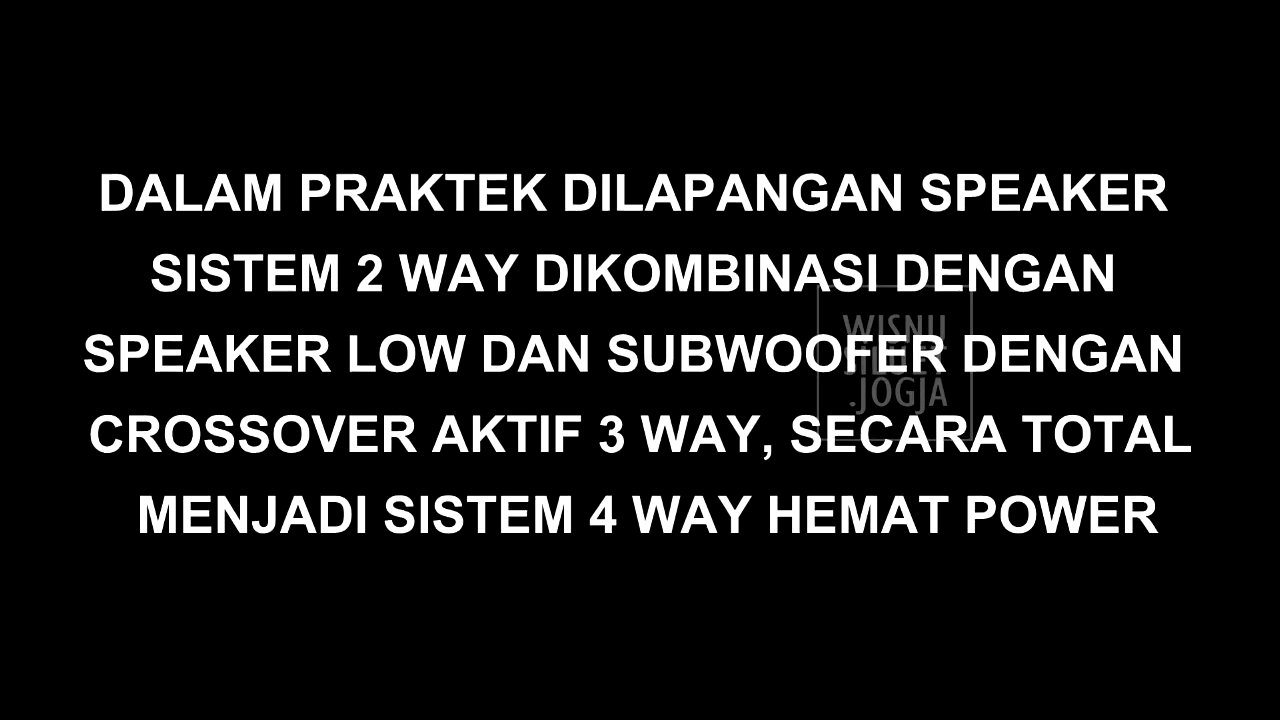 DALAM PRAKTEK DILAPANGAN SPEAKER
SISTEM 2 WAY DIKOMBINASI DENGAN
SPEAKER LOW DAN SUBWOOFER DENGAN
CROSSOVER AKTIF 3 WAY, SECARA TOTAL
MENJADI SISTEM 4 WAY HEMAT POWER
WISNU
.JOGJA